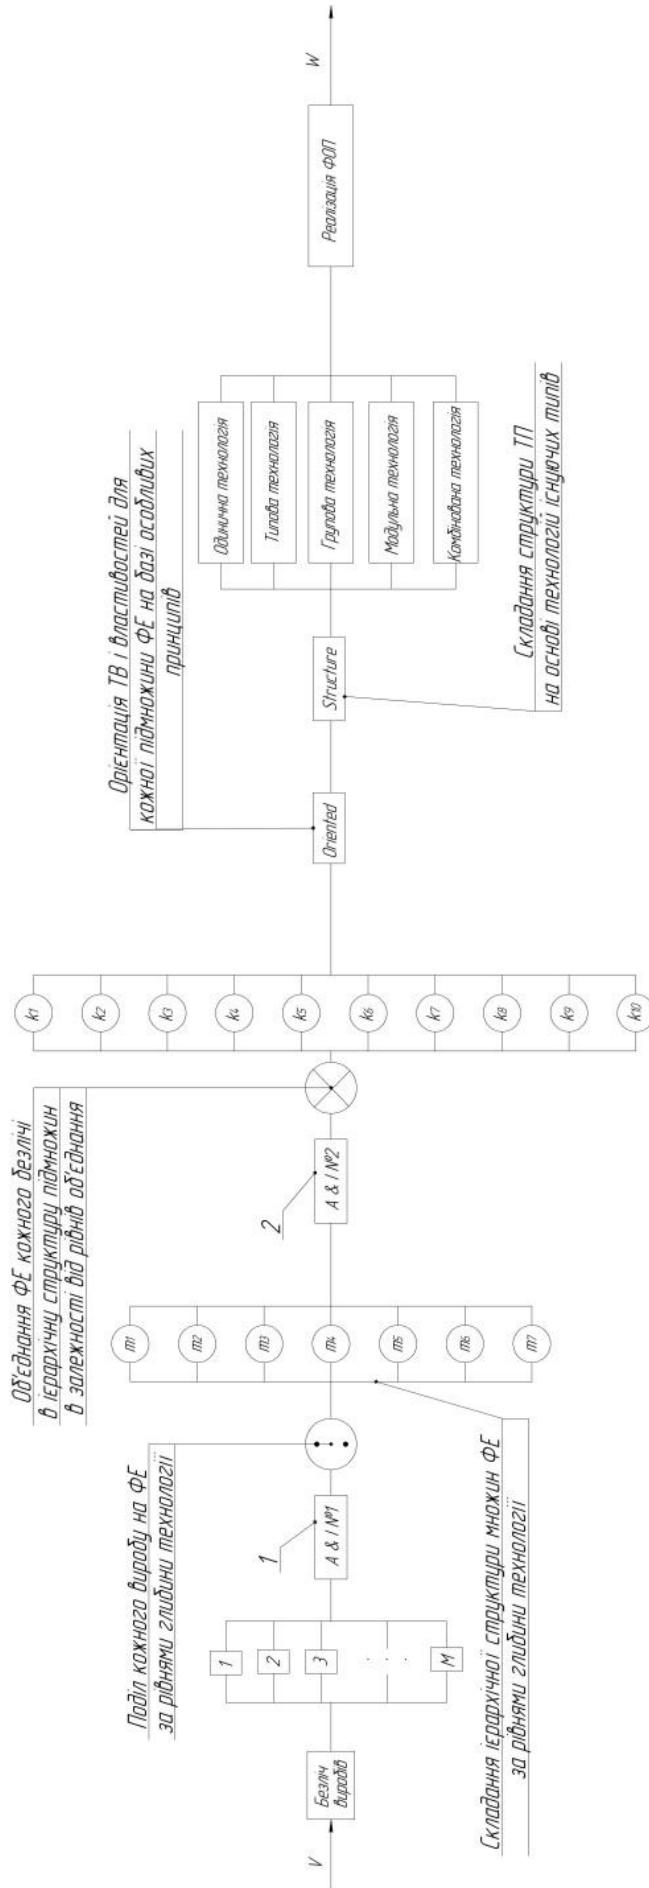 V
Безліч
виробів
1
2
3
М
Поділ кожного виробу на ФЕ
за рівнями глибини технології
1
А & І №1
Складання ієрархічної структури множин ФЕ
за рівнями глибини технології
m1
m2
m3
m4
m5
m6
m7
Об'єднання ФЕ кожного безлічі
в ієрархічну структуру підмножин
в залежності від рівнів об'єднання
2
А & І №2
k1
k2
k3
k4
k5
k6
k7
k8
k9
k10
Орієнтація ТВ і властивостей для
кожної підмножини ФЕ на базі особливих
принципів
Oriented
Structure
Складання структури ТП
на основі технологій існуючих типів
Одинична технологія
Типова технологія
Групова технологія
Модульна технологія
Комбінована технологія
Реалізація ФОП
W